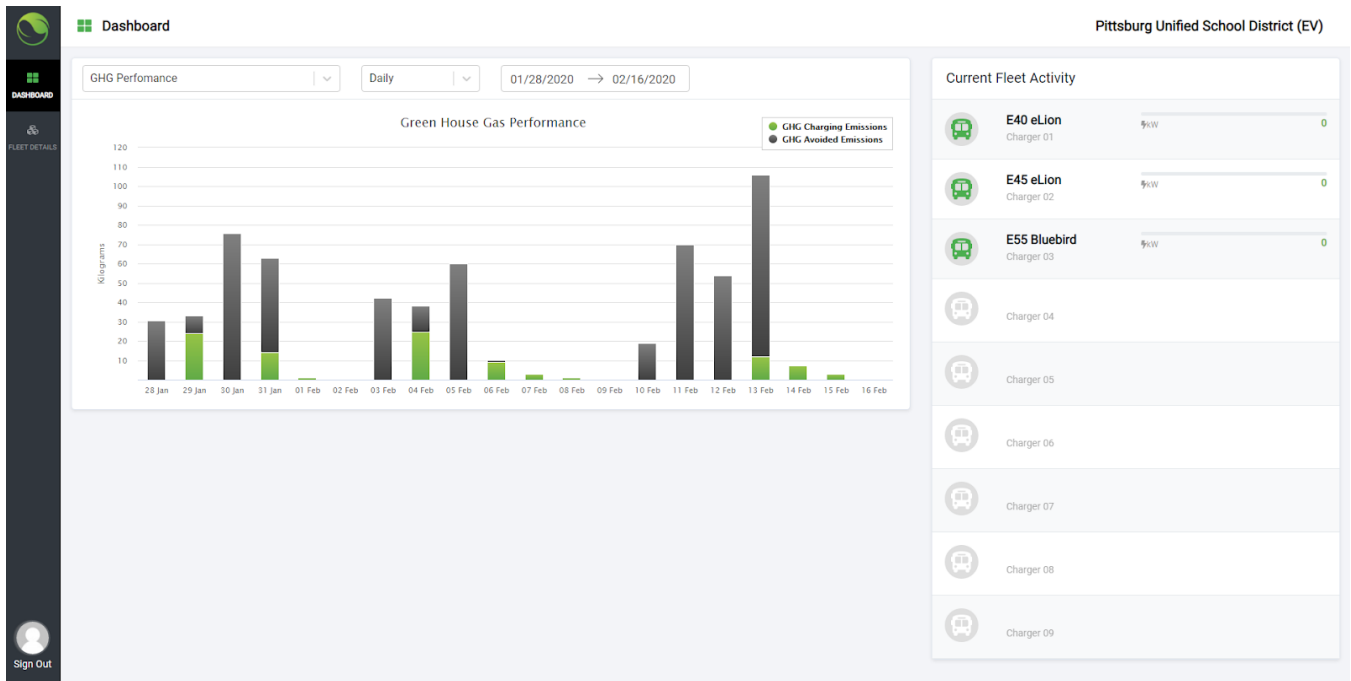 Dashboard
Pittsburg Unified School District (EV)
DASHBOARD
FLEET DETAILS
Sign Out
GHG Perfomance
Daily
01/28/2020 → 02/16/2020
Green House Gas Performance
GHG Charging Emissions
GHG Avoided Emissions
Kilograms
120
110
100
90
80
70
60
50
40
30
20
10
28 Jan 29 Jan 30 Jan 31 Jan 01 Feb 02 Feb 03 Feb 04 Feb 05 Feb 06 Feb 07 Feb 08 Feb 09 Feb 10 Feb 11 Feb 12 Feb 13 Feb 14 Feb 15 Feb 16 Feb
Current Fleet Activity
E40 eLion
Charger 01
kW 0
E45 eLion
Charger 02
kW 0
E55 Bluebird
Charger 03
kW 0
Charger 04
Charger 05
Charger 06
Charger 07
Charger 08
Charger 09